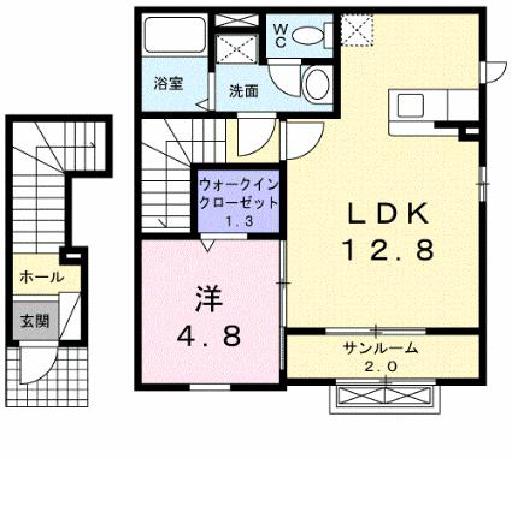 WC
浴室
洗面
ウォークイン
クローゼット
1.3
LDK
12.8
洋
4.8
サンルーム
2.0
ホール
玄関